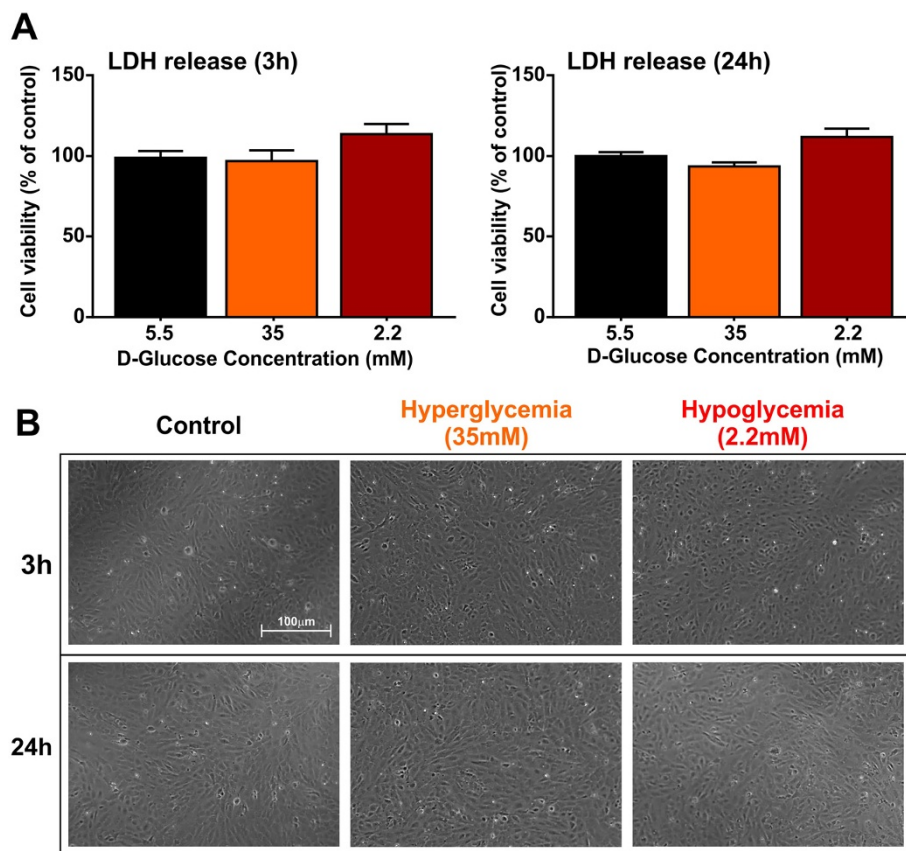 A
LDH release (3h)
Cell viability (% of control)
150
100
50
0
5.5 35 2.2
D-Glucose Concentration (mM)
LDH release (24h)
Cell viability (% of control)
150
100
50
0
5.5 35 2.2
D-Glucose Concentration (mM)
B
Control
Hyperglycemia
(35mM)
Hypoglycemia
(2.2mM)
3h
100μm
24h